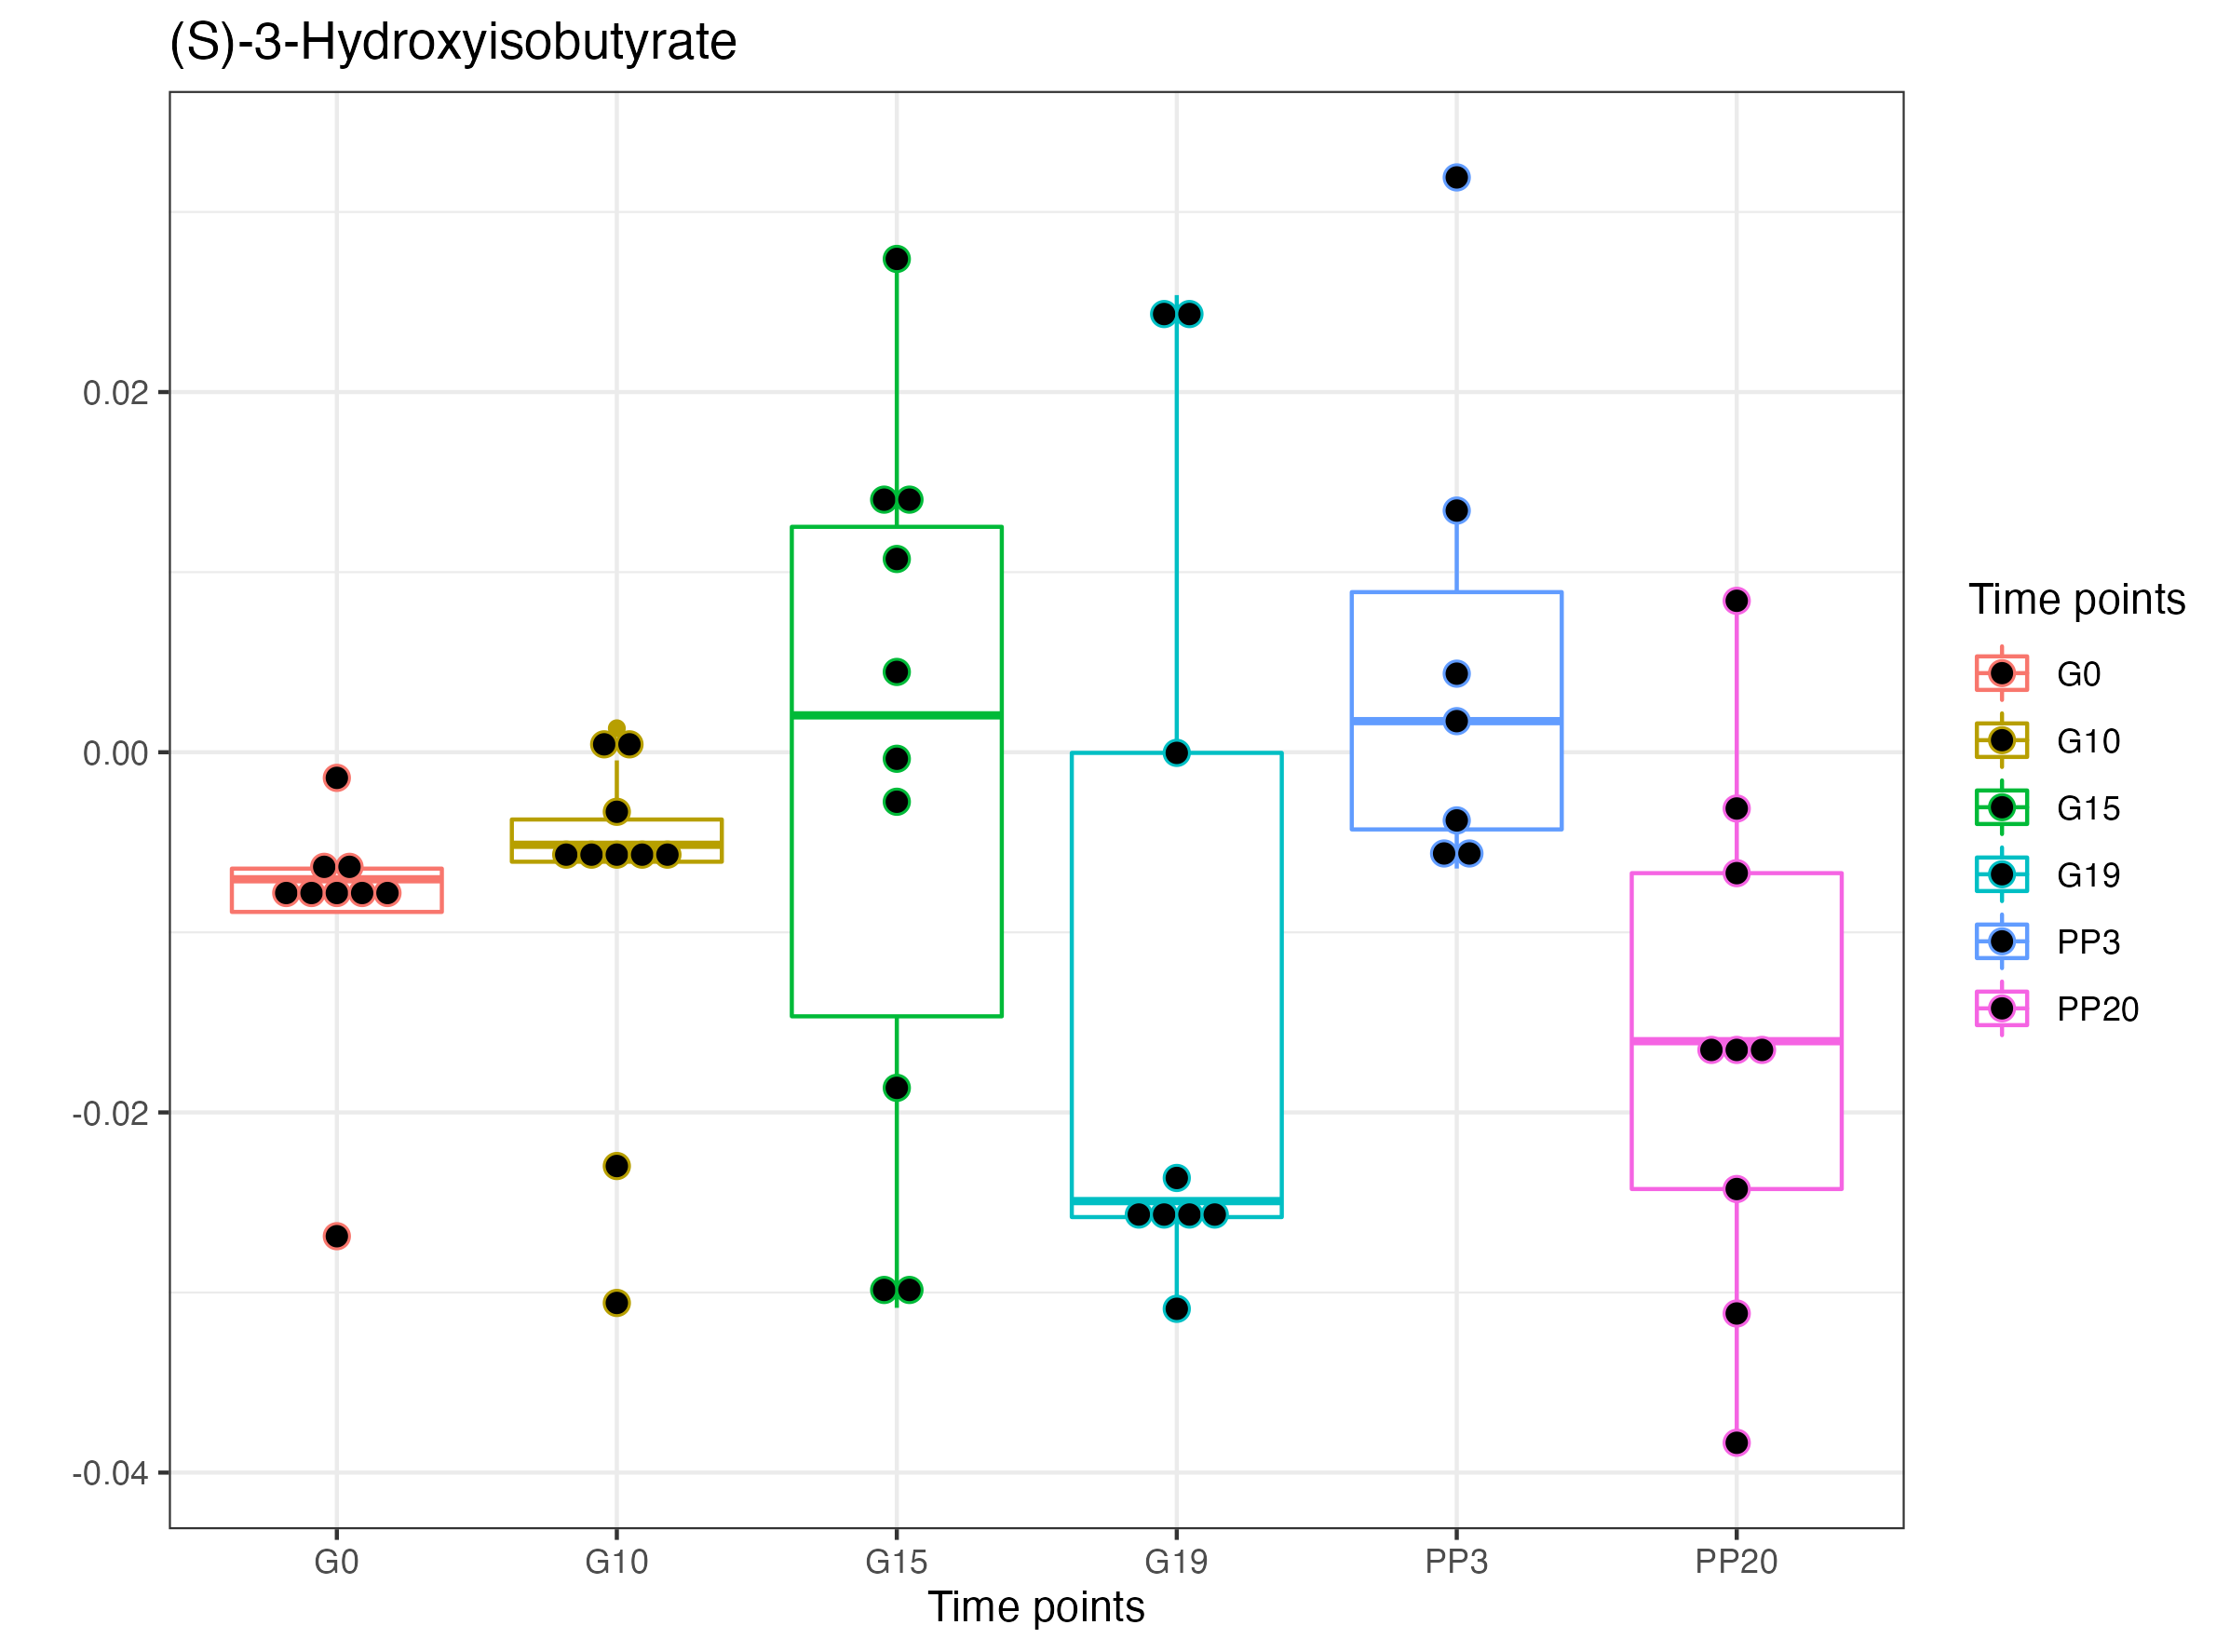 (S)-3-Hydroxyisobutyrate
0.02
0.00
-0.02
-0.04
G0 G10 G15 G19 PP3 PP20
Time points
Time points
G0
G10
G15
G19
PP3
PP20